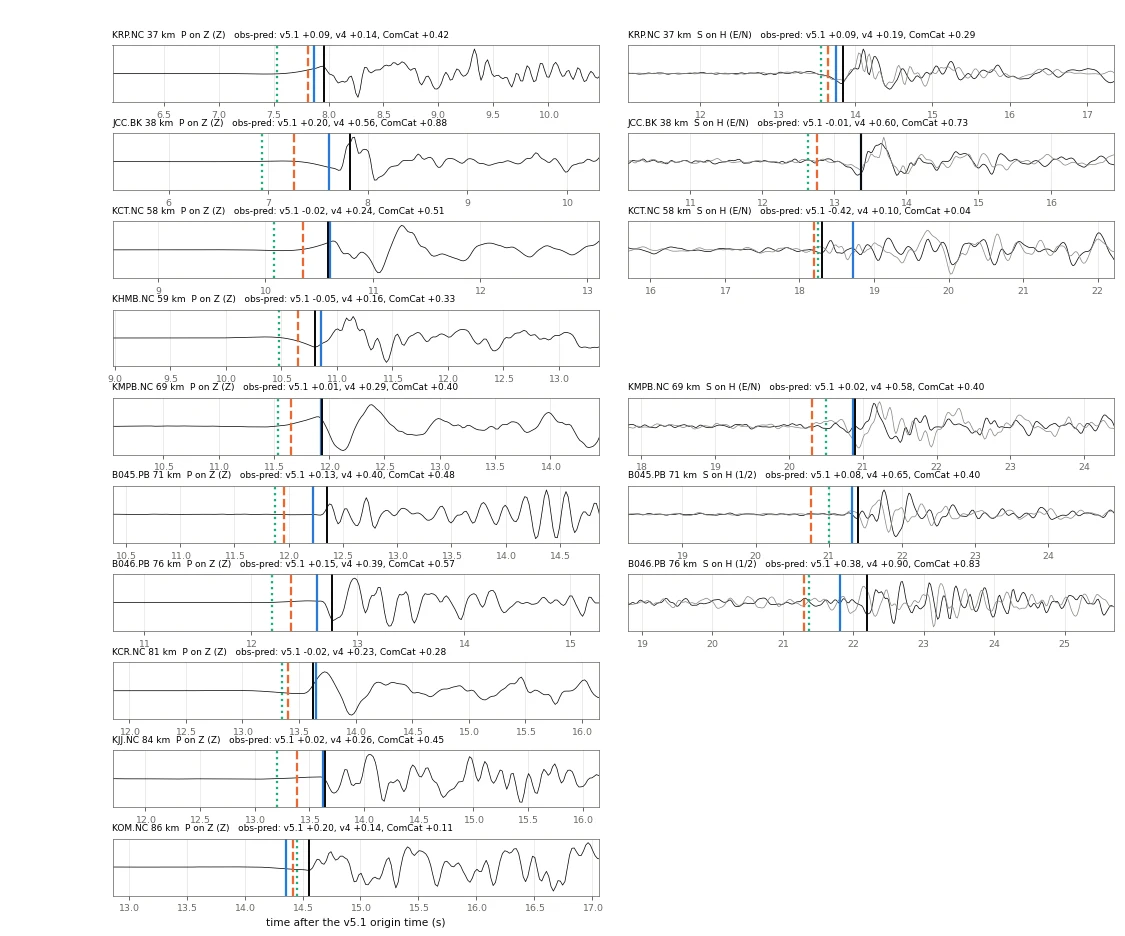 KRP.NC 37 km  P on Z (Z)   obs-pred: v5.1 +0.09, v4 +0.14, ComCat +0.42
6.5 7.0 7.5 8.0 8.5 9.0 9.5 10.0
KRP.NC 37 km  S on H (E/N)   obs-pred: v5.1 +0.09, v4 +0.19, ComCat +0.29
12 13 14 15 16 17
JCC.BK 38 km  P on Z (Z)   obs-pred: v5.1 +0.20, v4 +0.56, ComCat +0.88
6 7 8 9 10
JCC.BK 38 km  S on H (E/N)   obs-pred: v5.1 -0.01, v4 +0.60, ComCat +0.73
11 12 13 14 15 16
KCT.NC 58 km  P on Z (Z)   obs-pred: v5.1 -0.02, v4 +0.24, ComCat +0.51
9 10 11 12 13
KCT.NC 58 km  S on H (E/N)   obs-pred: v5.1 -0.42, v4 +0.10, ComCat +0.04
16 17 18 19 20 21 22
KHMB.NC 59 km  P on Z (Z)   obs-pred: v5.1 -0.05, v4 +0.16, ComCat +0.33
9.0 9.5 10.0 10.5 11.0 11.5 12.0 12.5 13.0
KMPB.NC 69 km  P on Z (Z)   obs-pred: v5.1 +0.01, v4 +0.29, ComCat +0.40
10.5 11.0 11.5 12.0 12.5 13.0 13.5 14.0
KMPB.NC 69 km  S on H (E/N)   obs-pred: v5.1 +0.02, v4 +0.58, ComCat +0.40
18 19 20 21 22 23 24
B045.PB 71 km  P on Z (Z)   obs-pred: v5.1 +0.13, v4 +0.40, ComCat +0.48
10.5 11.0 11.5 12.0 12.5 13.0 13.5 14.0 14.5
B045.PB 71 km  S on H (1/2)   obs-pred: v5.1 +0.08, v4 +0.65, ComCat +0.40
19 20 21 22 23 24
B046.PB 76 km  P on Z (Z)   obs-pred: v5.1 +0.15, v4 +0.39, ComCat +0.57
11 12 13 14 15
B046.PB 76 km  S on H (1/2)   obs-pred: v5.1 +0.38, v4 +0.90, ComCat +0.83
19 20 21 22 23 24 25
KCR.NC 81 km  P on Z (Z)   obs-pred: v5.1 -0.02, v4 +0.23, ComCat +0.28
12.0 12.5 13.0 13.5 14.0 14.5 15.0 15.5 16.0
KJJ.NC 84 km  P on Z (Z)   obs-pred: v5.1 +0.02, v4 +0.26, ComCat +0.45
12.0 12.5 13.0 13.5 14.0 14.5 15.0 15.5 16.0
KOM.NC 86 km  P on Z (Z)   obs-pred: v5.1 +0.20, v4 +0.14, ComCat +0.11
13.0 13.5 14.0 14.5 15.0 15.5 16.0 16.5 17.0
time after the v5.1 origin time (s)